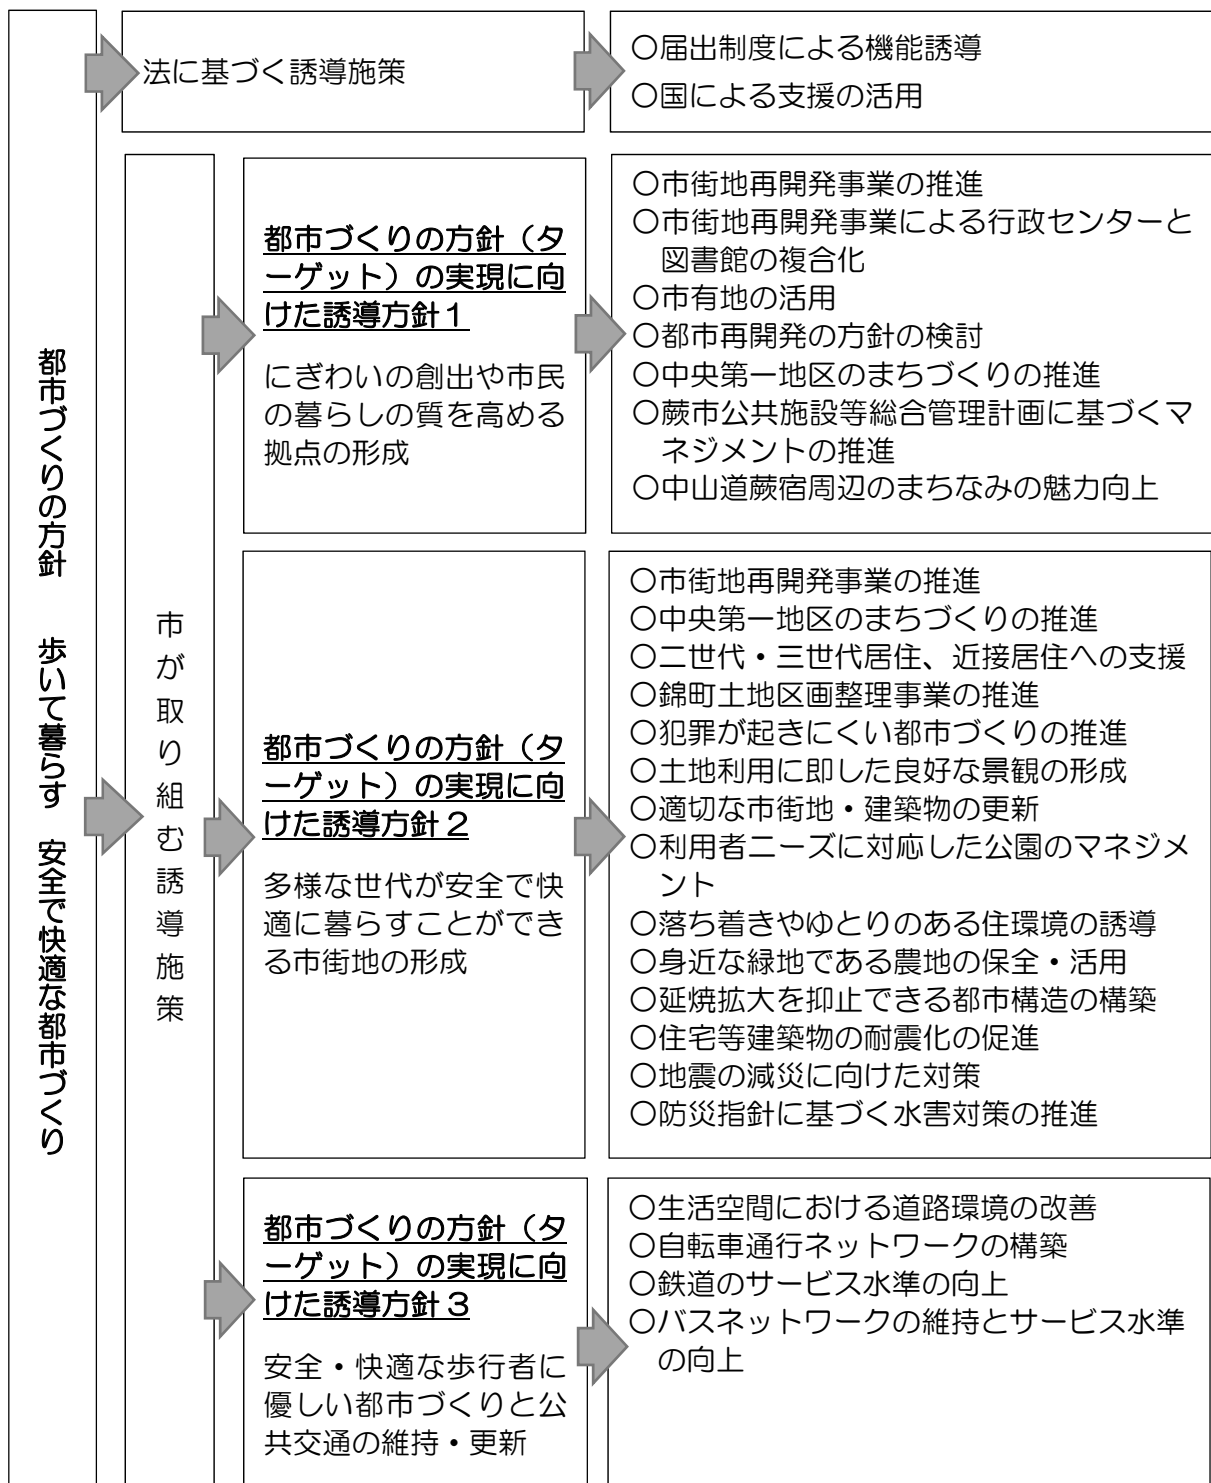 都市づくりの方針　歩いて暮らす　安全で快適な都市づくり
法に基づく誘導施策
〇届出制度による機能誘導
〇国による支援の活用
市が取り組む誘導施策
都市づくりの方針（タ
ーゲット）の実現に向
けた誘導方針１
にぎわいの創出や市民
の暮らしの質を高める
拠点の形成
〇市街地再開発事業の推進
〇市街地再開発事業による行政センターと
図書館の複合化
〇市有地の活用
〇都市再開発の方針の検討
〇中央第一地区のまちづくりの推進
〇蕨市公共施設等総合管理計画に基づくマ
ネジメントの推進
〇中山道蕨宿周辺のまちなみの魅力向上
都市づくりの方針（タ
ーゲット）の実現に向
けた誘導方針２
多様な世代が安全で快
適に暮らすことができ
る市街地の形成
〇市街地再開発事業の推進
〇中央第一地区のまちづくりの推進
〇二世代・三世代居住、近接居住への支援
〇錦町土地区画整理事業の推進
〇犯罪が起きにくい都市づくりの推進
〇土地利用に即した良好な景観の形成
〇適切な市街地・建築物の更新
〇利用者ニーズに対応した公園のマネジメ
ント
〇落ち着きやゆとりのある住環境の誘導
〇身近な緑地である農地の保全・活用
〇延焼拡大を抑止できる都市構造の構築
〇住宅等建築物の耐震化の促進
〇地震の減災に向けた対策
〇防災指針に基づく水害対策の推進
都市づくりの方針（タ
ーゲット）の実現に向
けた誘導方針３
安全・快適な歩行者に
優しい都市づくりと公
共交通の維持・更新
〇生活空間における道路環境の改善
〇自転車通行ネットワークの構築
〇鉄道のサービス水準の向上
〇バスネットワークの維持とサービス水準
の向上